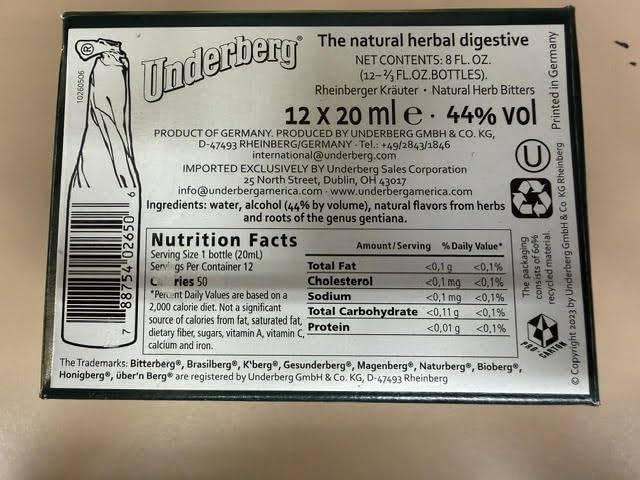 Underberg®
The natural herbal digestive
NET CONTENTS: 8 FL. OZ.
(12–⅔ FL.OZ.BOTTLES).
Rheinberger Kräuter • Natural Herb Bitters
12 x 20 ml e · 44% vol
PRODUCT OF GERMANY. PRODUCED BY UNDERBERG GMBH & CO. KG,
D-47493 RHEINBERG/GERMANY · Tel.: +49/2843/1846
international@underberg.com
IMPORTED EXCLUSIVELY BY Underberg Sales Corporation
25 North Street, Dublin, OH 43017
info@underbergamerica.com · www.underbergamerica.com
Ingredients: water, alcohol (44% by volume), natural flavors from herbs
and roots of the genus gentiana.
Nutrition Facts
Serving Size 1 bottle (20mL)
Servings Per Container 12
Calories 50
*Percent Daily Values are based on a
2,000 calorie diet. Not a significant
source of calories from fat, saturated fat,
dietary fiber, sugars, vitamin A, vitamin C,
calcium and iron.
Amount/Serving % Daily Value*
Total Fat <0,1 g <0,1%
Cholesterol <0,1 mg <0,1%
Sodium <0,1 mg <0,1%
Total Carbohydrate <0,11 g <0,1%
Protein <0,01 g <0,1%
The Trademarks: Bitterberg®, Brasilberg®, K'berg®, Gesunderberg®, Magenberg®, Naturberg®, Bioberg®,
Honigberg®, über'n Berg® are registered by Underberg GmbH & Co. KG, D-47493 Rheinberg
10260506
®
7 88754 02650 6
Printed in Germany
U
The packaging
consists of 60%
recycled material.
PRO CARTON
© Copyright 2023 by Underberg GmbH & Co KG Rheinberg